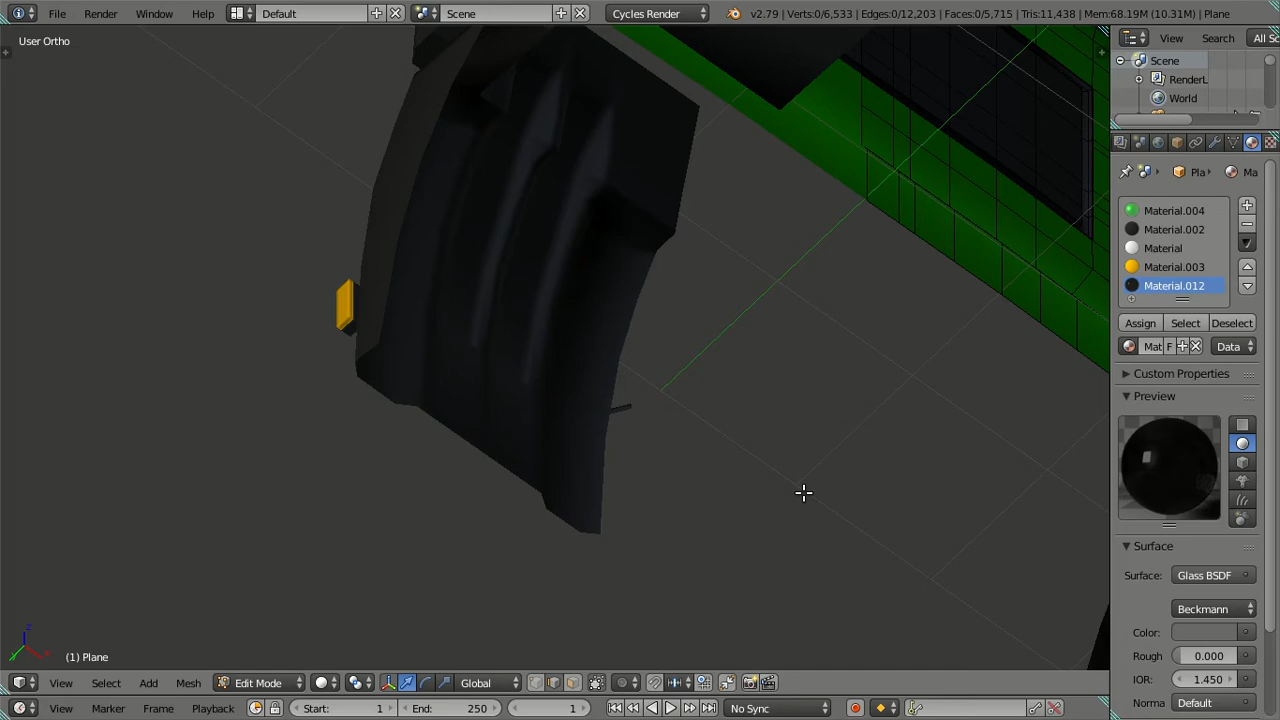 File Render Window Help Default Scene Cycles Render v2.79 | Verts:0/6,533 | Edges:0/12,203 | Faces:0/5,715 | Tris:11,438 | Mem:68.19M (10.31M) | Plane
User Ortho
View Search All Sc
Scene
RenderL
World
Pla Ma
Material.004
Material.002
Material
Material.003
Material.012
Assign Select Deselect
Mat F Data
Custom Properties
Preview
Surface
Surface: Glass BSDF
Beckmann
Color:
Rough 0.000
IOR: 1.450
Norma Default
z
y x
(1) Plane
View Select Add Mesh Edit Mode Global
View Marker Frame Playback Start: 1 End: 250 1 No Sync